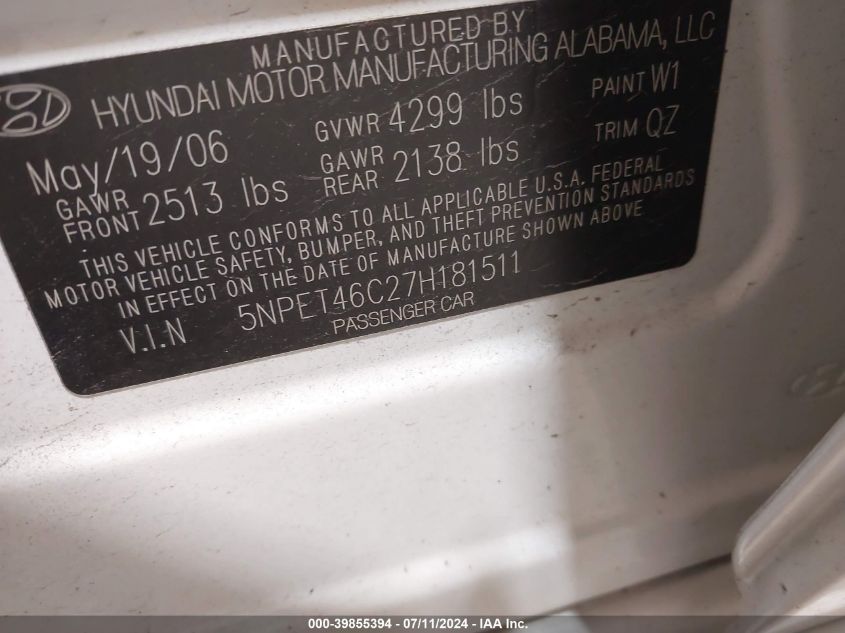 MANUFACTURED BY
HYUNDAI MOTOR MANUFACTURING ALABAMA, LLC
May/19/06 GVWR 4299 lbs PAINT W1
GAWR FRONT 2513 lbs GAWR REAR 2138 lbs TRIM QZ
THIS VEHICLE CONFORMS TO ALL APPLICABLE U.S.A. FEDERAL
MOTOR VEHICLE SAFETY, BUMPER, AND THEFT PREVENTION STANDARDS
IN EFFECT ON THE DATE OF MANUFACTURE SHOWN ABOVE
V.I.N 5NPET46C27H181511
PASSENGER CAR
000-39855394 - 07/11/2024 - IAA Inc.